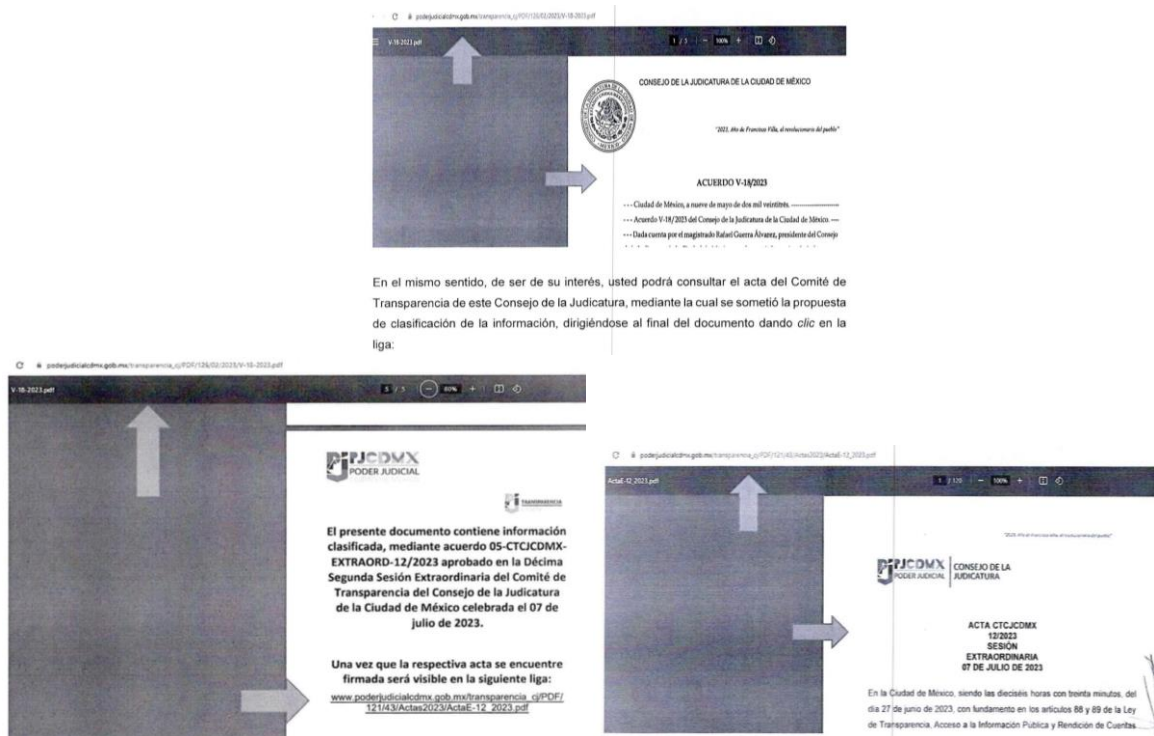 poderjudicialcdmx.gob.mx/transparencia_cj/PDF/126/02/2023/V-18-2023.pdf
V-18-2023.pdf
1 / 5 — 100% +
CONSEJO DE LA JUDICATURA DE LA CIUDAD DE MÉXICO
"2023, Año de Francisco Villa, el revolucionario del pueblo"
ACUERDO V-18/2023
- - - Ciudad de México, a nueve de mayo de dos mil veintitrés. --------------------
- - - Acuerdo V-18/2023 del Consejo de la Judicatura de la Ciudad de México. ---
- - - Dada cuenta por el magistrado Rafael Guerra Álvarez, presidente del Consejo
En el mismo sentido, de ser de su interés, usted podrá consultar el acta del Comité de
Transparencia de este Consejo de la Judicatura, mediante la cual se sometió la propuesta
de clasificación de la información, dirigiéndose al final del documento dando clic en la
liga:
poderjudicialcdmx.gob.mx/transparencia_cj/PDF/126/02/2023/V-18-2023.pdf
V-18-2023.pdf
5 / 5 — 80% +
PJCDMX
PODER JUDICIAL
TRANSPARENCIA
El presente documento contiene información
clasificada, mediante acuerdo 05-CTCJCDMX-
EXTRAORD-12/2023 aprobado en la Décima
Segunda Sesión Extraordinaria del Comité de
Transparencia del Consejo de la Judicatura
de la Ciudad de México celebrada el 07 de
julio de 2023.
Una vez que la respectiva acta se encuentre
firmada será visible en la siguiente liga:
www.poderjudicialcdmx.gob.mx/transparencia_cj/PDF/
121/43/Actas2023/ActaE-12_2023.pdf
poderjudicialcdmx.gob.mx/transparencia_cj/PDF/121/43/Actas2023/ActaE-12_2023.pdf
ActaE-12_2023.pdf
1 / 120 — 100% +
PJCDMX
PODER JUDICIAL
CONSEJO DE LA
JUDICATURA
ACTA CTCJCDMX
12/2023
SESIÓN
EXTRAORDINARIA
07 DE JULIO DE 2023
En la Ciudad de México, siendo las dieciséis horas con treinta minutos, del
día 27 de junio de 2023, con fundamento en los artículos 88 y 89 de la Ley
de Transparencia, Acceso a la Información Pública y Rendición de Cuentas